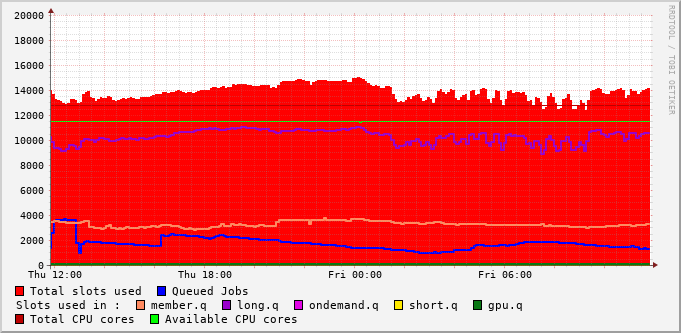 20000
18000
16000
14000
12000
10000
8000
6000
4000
2000
0
Thu 12:00 Thu 18:00 Fri 00:00 Fri 06:00
RRDTOOL / TOBI OETIKER
Total slots used Queued Jobs
Slots used in : member.q long.q ondemand.q short.q gpu.q
Total CPU cores Available CPU cores